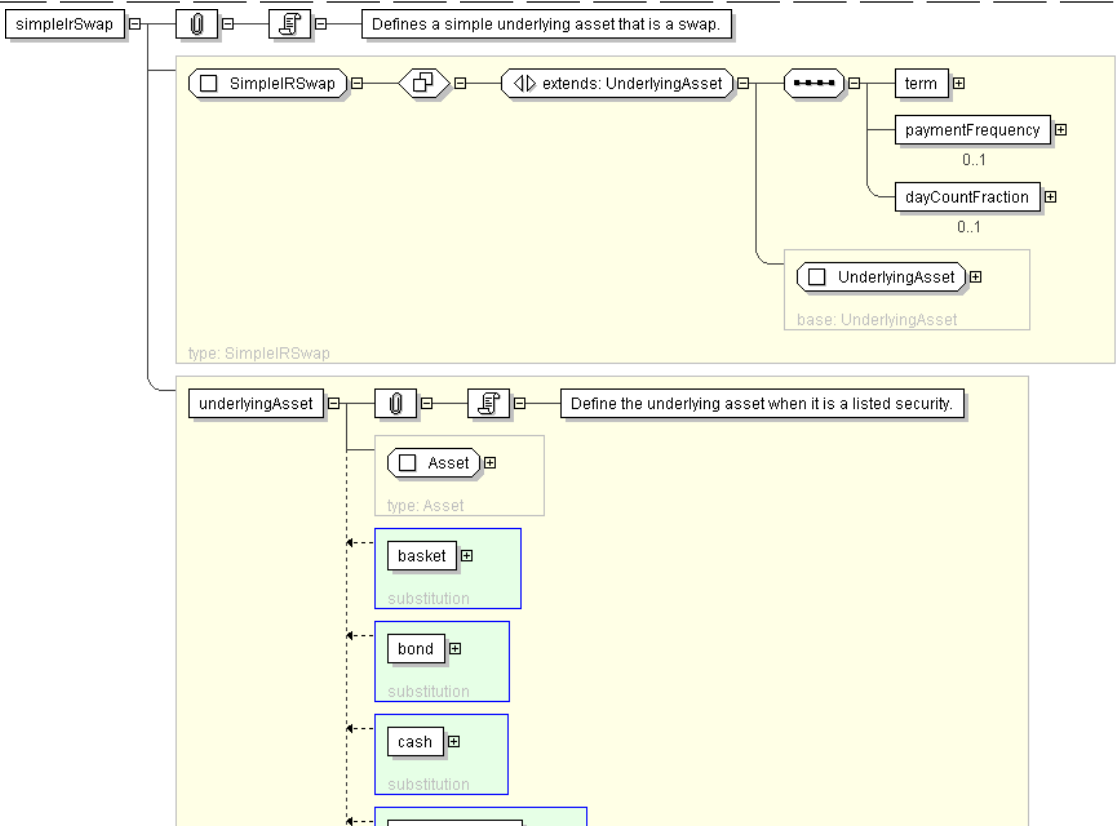 simpleIrSwap
Defines a simple underlying asset that is a swap.
SimpleIRSwap
extends: UnderlyingAsset
term
paymentFrequency
0..1
dayCountFraction
0..1
UnderlyingAsset
base: UnderlyingAsset
type: SimpleIRSwap
underlyingAsset
Define the underlying asset when it is a listed security.
Asset
type: Asset
basket
substitution
bond
substitution
cash
substitution